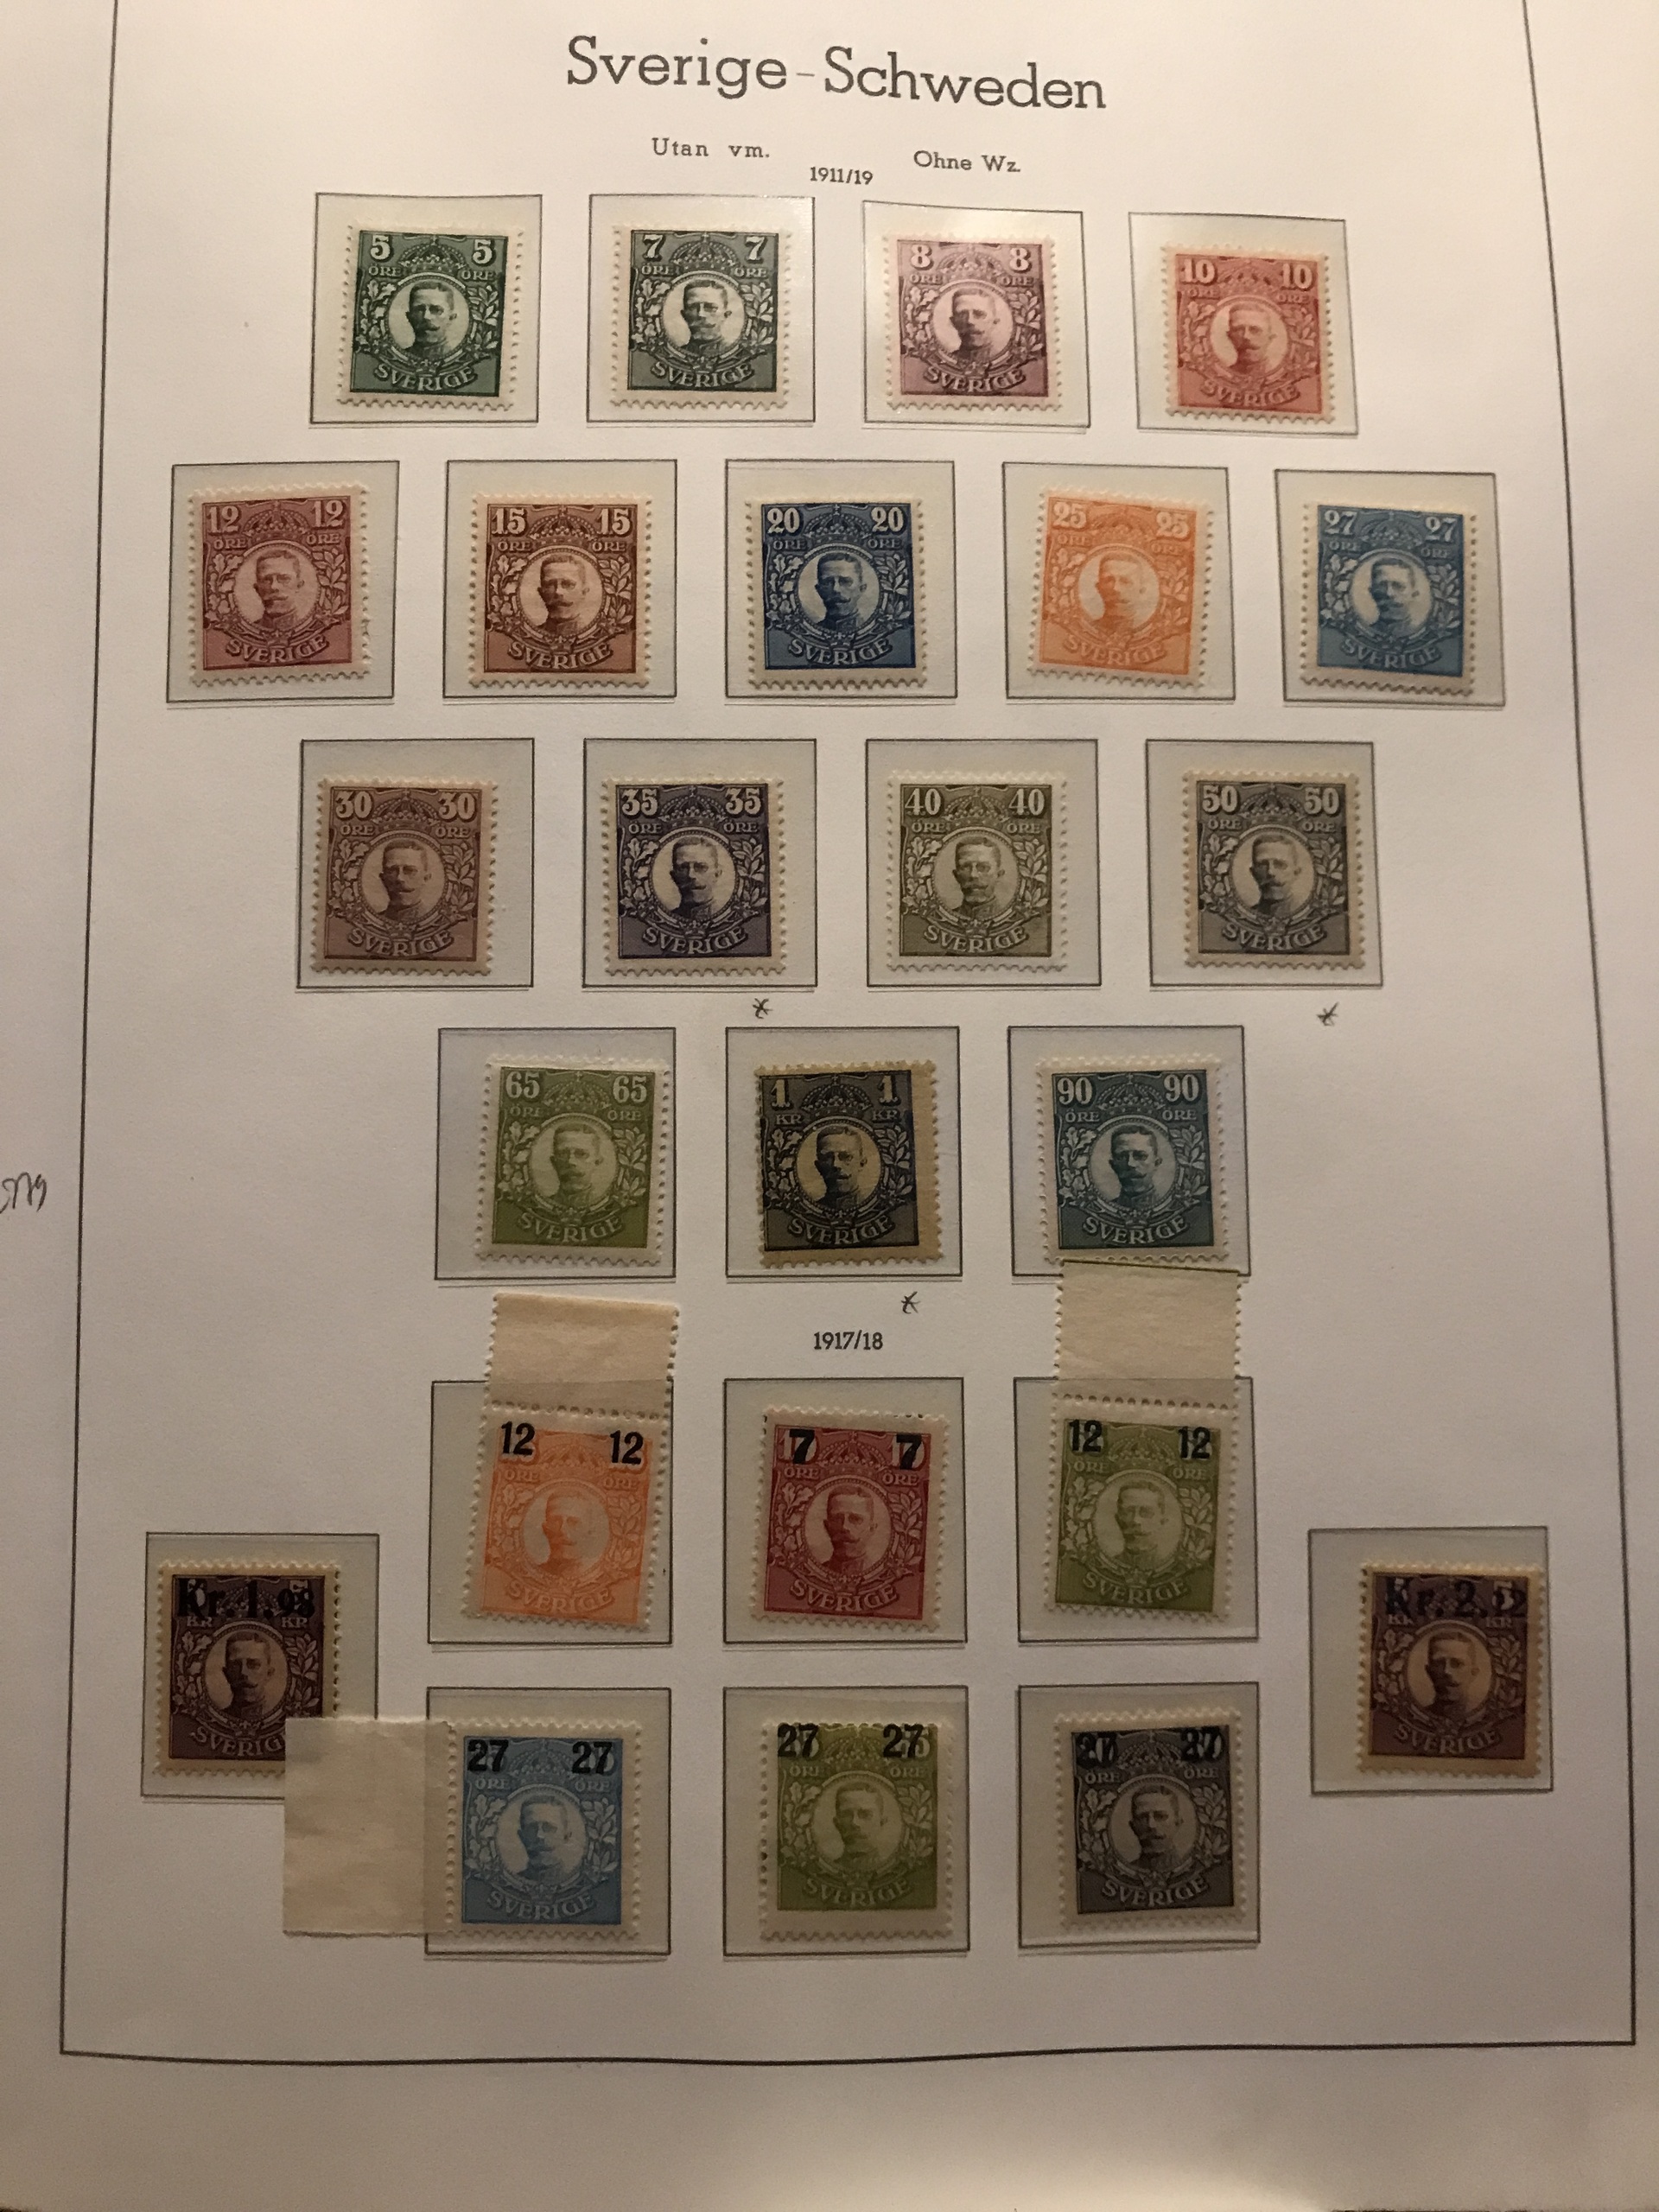 Sverige-Schweden
Utan vm. Ohne Wz.
1911/19
5 5
ÖRE ÖRE
SVERIGE
7 7
ÖRE ÖRE
SVERIGE
8 8
ÖRE ÖRE
SVERIGE
10 10
ÖRE ÖRE
SVERIGE
12 12
ÖRE ÖRE
SVERIGE
15 15
ÖRE ÖRE
SVERIGE
20 20
ÖRE ÖRE
SVERIGE
25 25
ÖRE ÖRE
SVERIGE
27 27
ÖRE ÖRE
SVERIGE
30 30
ÖRE ÖRE
SVERIGE
35 35
ÖRE ÖRE
SVERIGE
40 40
ÖRE ÖRE
SVERIGE
50 50
ÖRE ÖRE
SVERIGE
65 65
ÖRE ÖRE
SVERIGE
1 1
KR KR
SVERIGE
90 90
ÖRE ÖRE
SVERIGE
1917/18
12 12
ÖRE ÖRE
SVERIGE
7 7
ÖRE ÖRE
SVERIGE
12 12
ÖRE ÖRE
SVERIGE
Kr. 1.98
KR KR
SVERIG
Kr. 2.12
KR KR
SVERIGE
27 27
ÖRE ÖRE
SVERIGE
27 27
ÖRE ÖRE
SVERIGE
27 27
ÖRE ÖRE
SVERIGE